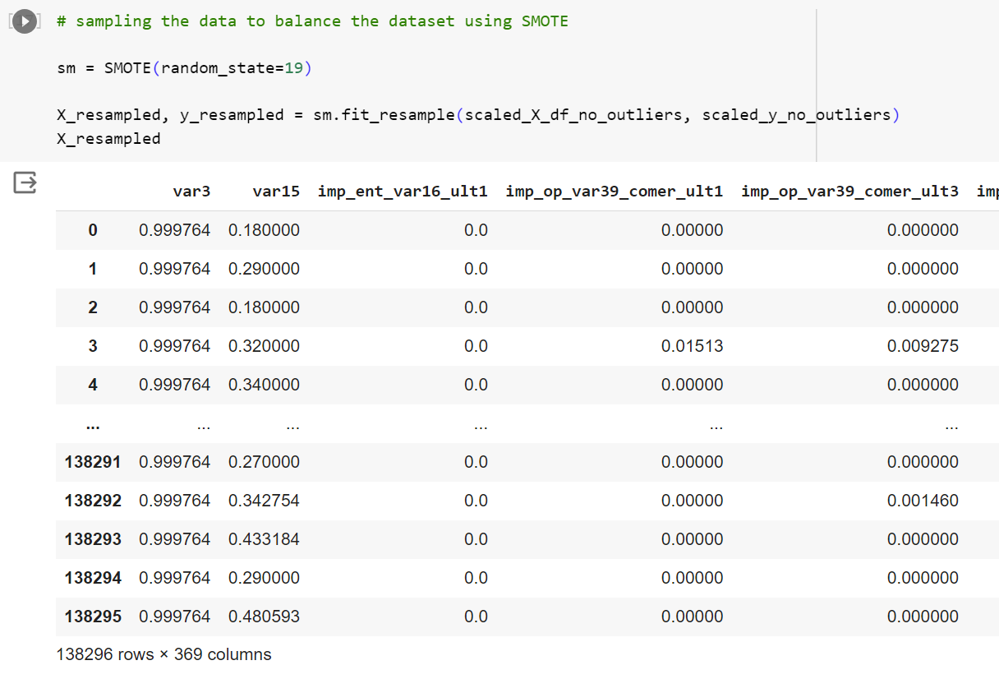 # sampling the data to balance the dataset using SMOTE
sm = SMOTE(random_state=19)
X_resampled, y_resampled = sm.fit_resample(scaled_X_df_no_outliers, scaled_y_no_outliers)
X_resampled
var3 var15 imp_ent_var16_ult1 imp_op_var39_comer_ult1 imp_op_var39_comer_ult3 imp
0 0.999764 0.180000 0.0 0.00000 0.000000
1 0.999764 0.290000 0.0 0.00000 0.000000
2 0.999764 0.180000 0.0 0.00000 0.000000
3 0.999764 0.320000 0.0 0.01513 0.009275
4 0.999764 0.340000 0.0 0.00000 0.000000
... ... ... ... ... ...
138291 0.999764 0.270000 0.0 0.00000 0.000000
138292 0.999764 0.342754 0.0 0.00000 0.001460
138293 0.999764 0.433184 0.0 0.00000 0.000000
138294 0.999764 0.290000 0.0 0.00000 0.000000
138295 0.999764 0.480593 0.0 0.00000 0.000000
138296 rows × 369 columns